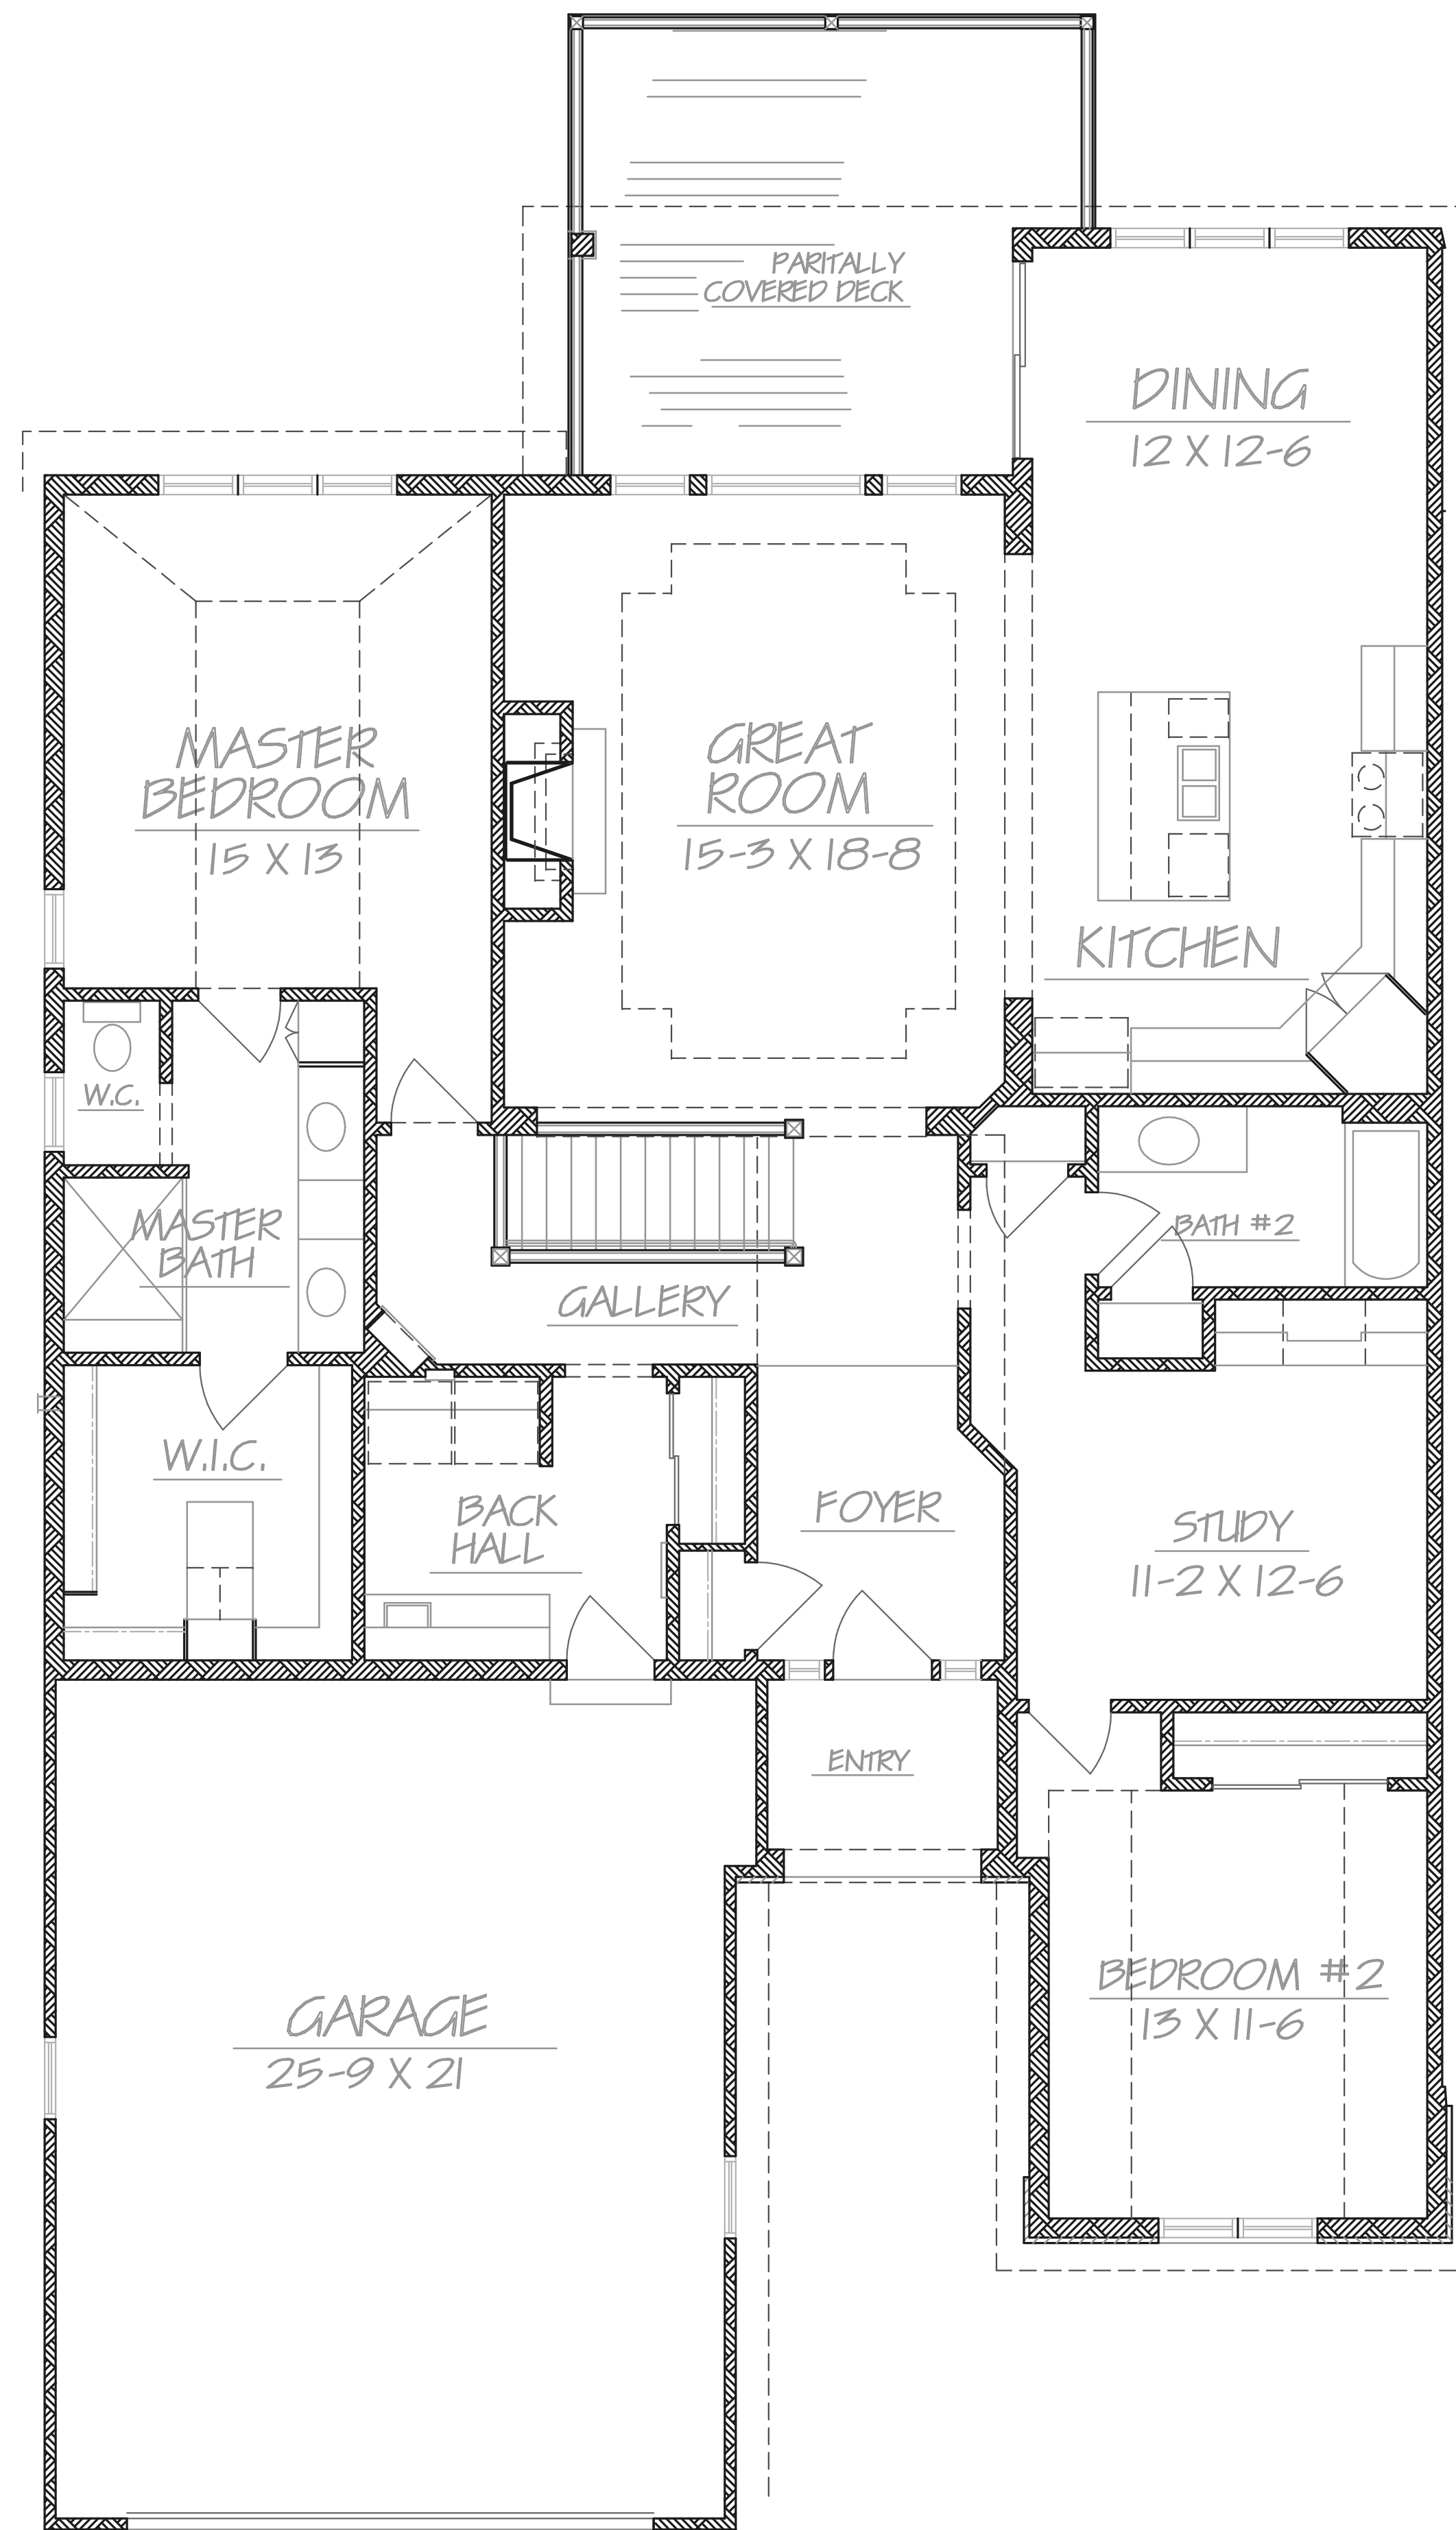 PARITALLY
COVERED DECK
DINING
12 X 12-6
MASTER
BEDROOM
15 X 13
GREAT
ROOM
15-3 X 18-8
KITCHEN
W.C.
MASTER
BATH
BATH #2
GALLERY
W.I.C.
BACK
HALL
FOYER
STUDY
11-2 X 12-6
ENTRY
BEDROOM #2
13 X 11-6
GARAGE
25-9 X 21